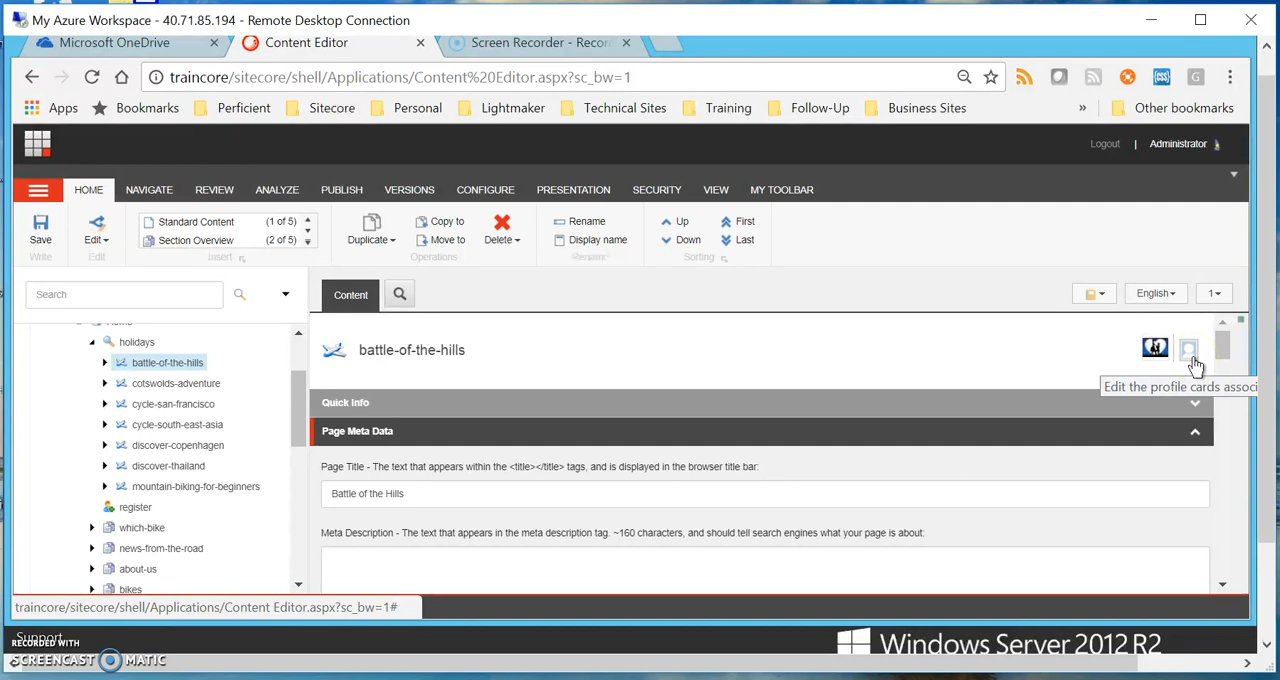 My Azure Workspace - 40.71.85.194 - Remote Desktop Connection
Microsoft OneDrive
Content Editor
Screen Recorder - Recor
traincore/sitecore/shell/Applications/Content%20Editor.aspx?sc_bw=1
Apps Bookmarks Perficient Sitecore Personal Lightmaker Technical Sites Training Follow-Up Business Sites » Other bookmarks
Logout | Administrator
HOME NAVIGATE REVIEW ANALYZE PUBLISH VERSIONS CONFIGURE PRESENTATION SECURITY VIEW MY TOOLBAR
Standard Content (1 of 5) Copy to Rename Up First
Save Edit Section Overview (2 of 5) Duplicate Move to Delete Display name Down Last
Write Edit Insert Operations Rename Sorting
Search Content English 1
Home
holidays
battle-of-the-hills
cotswolds-adventure
cycle-san-francisco
cycle-south-east-asia
discover-copenhagen
discover-thailand
mountain-biking-for-beginners
register
which-bike
news-from-the-road
about-us
bikes
battle-of-the-hills
Edit the profile cards associ
Quick Info
Page Meta Data
Page Title - The text that appears within the <title></title> tags, and is displayed in the browser title bar:
Battle of the Hills
Meta Description - The text that appears in the meta description tag. ~160 characters, and should tell search engines what your page is about:
traincore/sitecore/shell/Applications/Content Editor.aspx?sc_bw=1#
Support
RECORDED WITH
SCREENCAST MATIC
Windows Server 2012 R2